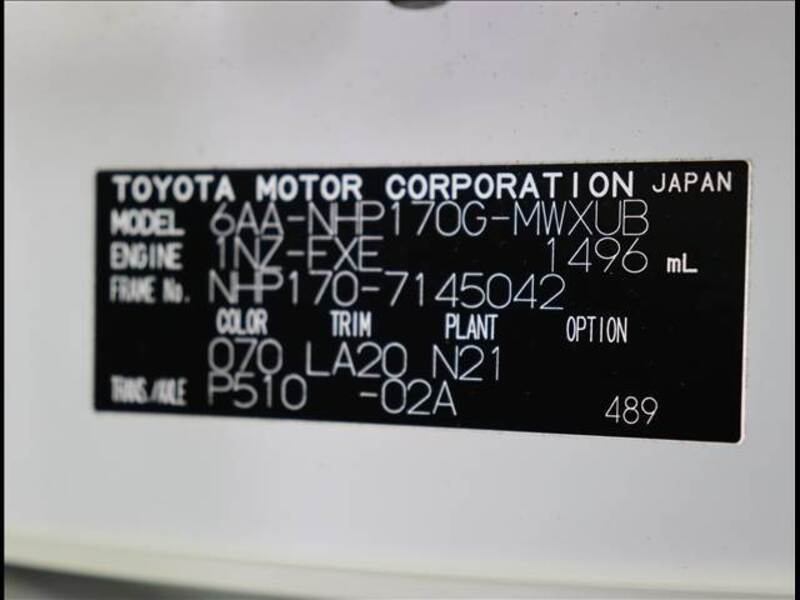 TOYOTA MOTOR CORPORATION JAPAN
MODEL 6AA-NHP170G-MWXUB
ENGINE 1NZ-FXE 1496 mL
FRAME No. NHP170-7145042
COLOR TRIM PLANT OPTION
070 LA20 N21
TRANS./AXLE P510 -02A 489